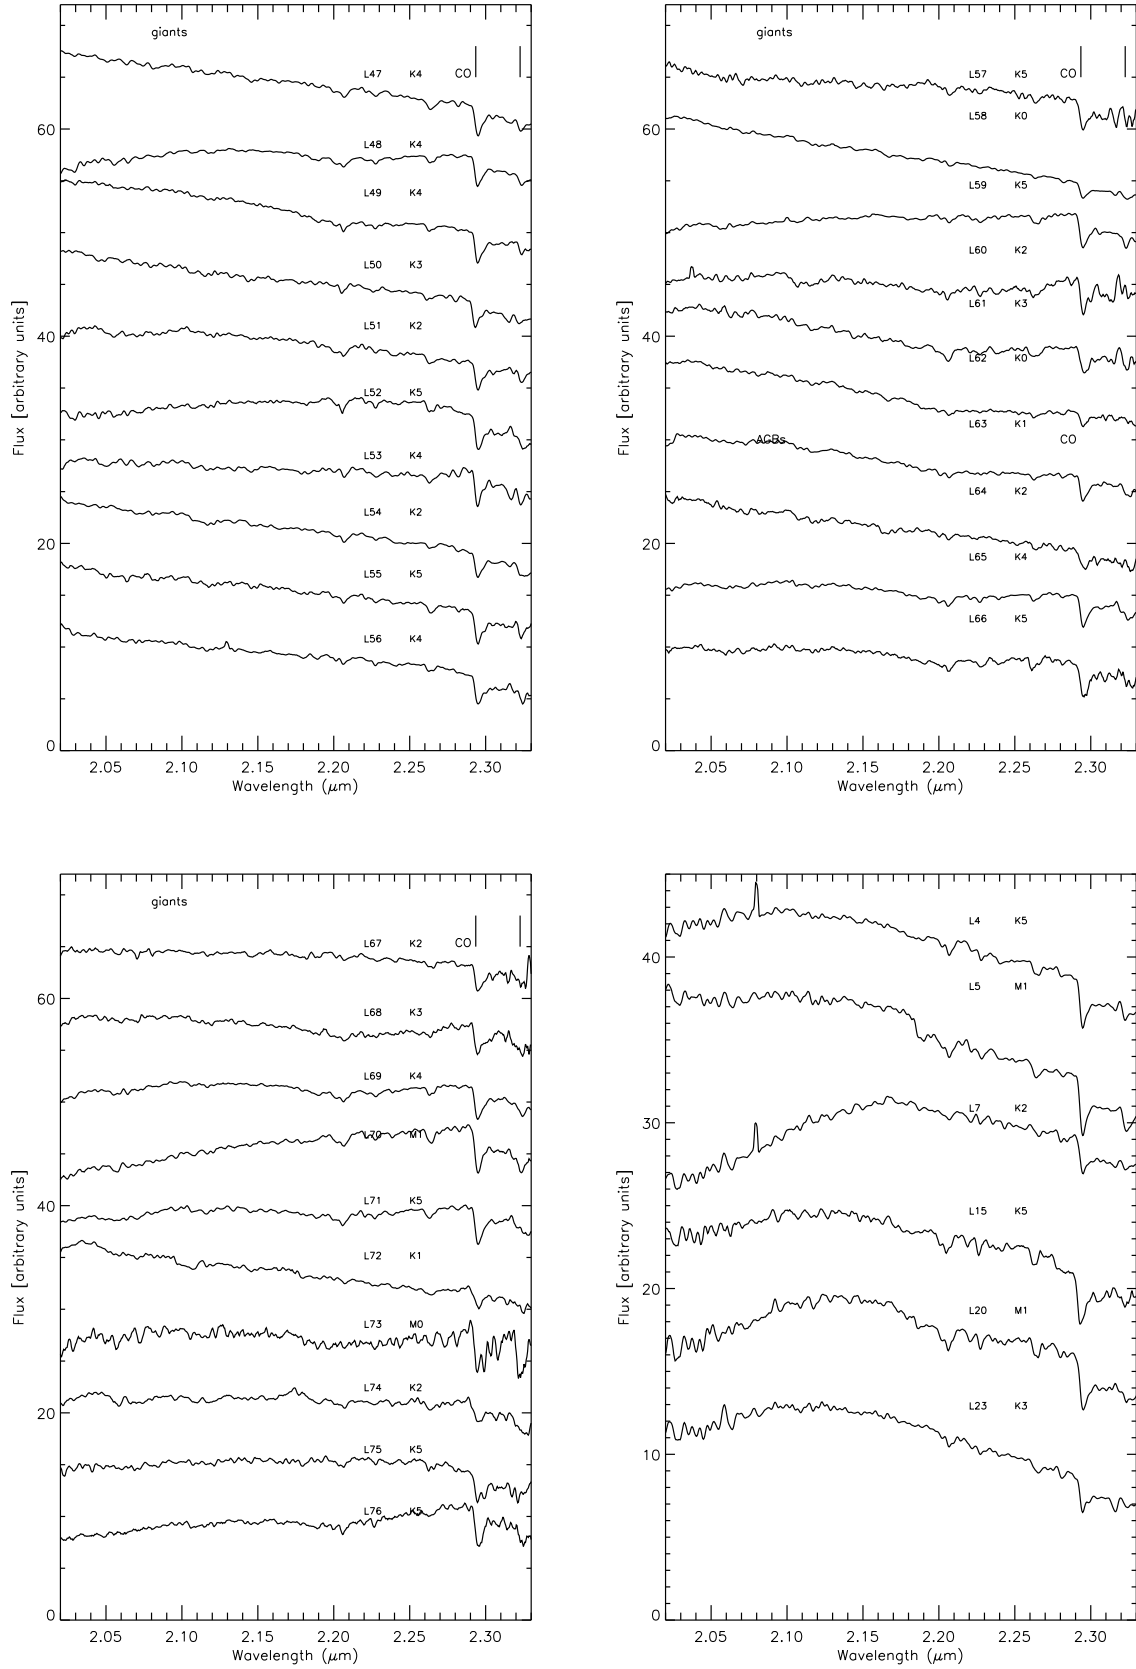 giants
L47 K4 CO
L48 K4
L49 K4
L50 K3
L51 K2
L52 K5
L53 K4
L54 K2
L55 K5
L56 K4
60
40
20
0
2.05 2.10 2.15 2.20 2.25 2.30
Wavelength (μm)
Flux [arbitrary units]
giants
L57 K5 CO
L58 K0
L59 K5
L60 K2
L61 K3
L62 K0
L63 K1
AGBs CO
L64 K2
L65 K4
L66 K5
60
40
20
0
2.05 2.10 2.15 2.20 2.25 2.30
Wavelength (μm)
Flux [arbitrary units]
giants
L67 K2 CO
L68 K3
L69 K4
L70 M1
L71 K5
L72 K1
L73 M0
L74 K2
L75 K5
L76 K5
60
40
20
0
2.05 2.10 2.15 2.20 2.25 2.30
Wavelength (μm)
Flux [arbitrary units]
L4 K5
L5 M1
L7 K2
L15 K5
L20 M1
L23 K3
40
30
20
10
0
2.05 2.10 2.15 2.20 2.25 2.30
Wavelength (μm)
Flux [arbitrary units]